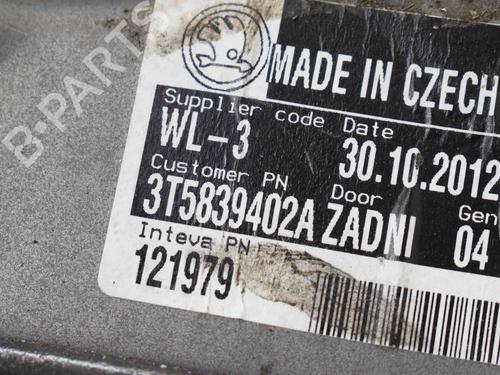 B-PARTS
MADE IN CZECH
Supplier code Date
WL-3 30.10.2012
Customer PN Door Gen
3T5839402A ZADNI 04
Inteva PN
121979